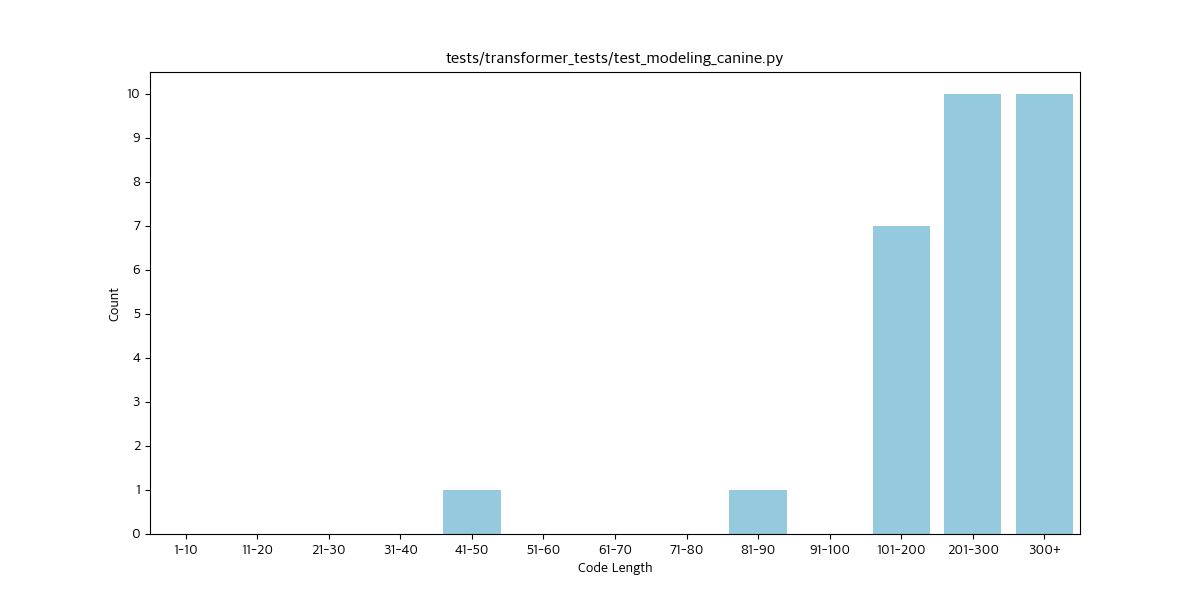 tests/transformer_tests/test_modeling_canine.py
10
9
8
7
6
5
4
3
2
1
0
Count
1-10 11-20 21-30 31-40 41-50 51-60 61-70 71-80 81-90 91-100 101-200 201-300 300+
Code Length